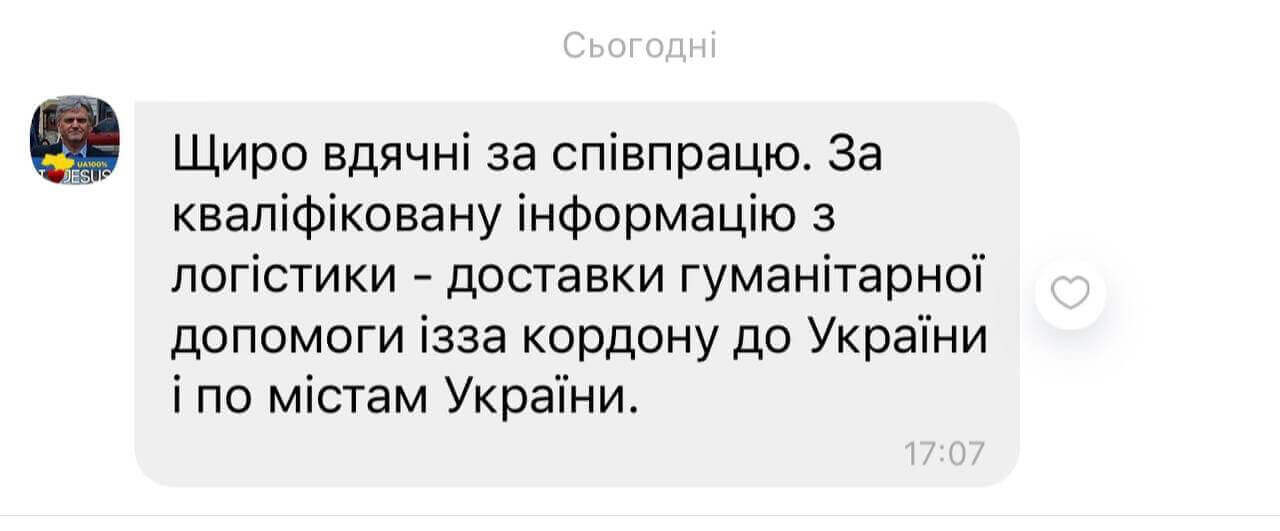 Сьогодні
UA100%
I JESUS
Щиро вдячні за співпрацю. За
кваліфіковану інформацію з
логістики - доставки гуманітарної
допомоги ізза кордону до України
і по містам України.
17:07